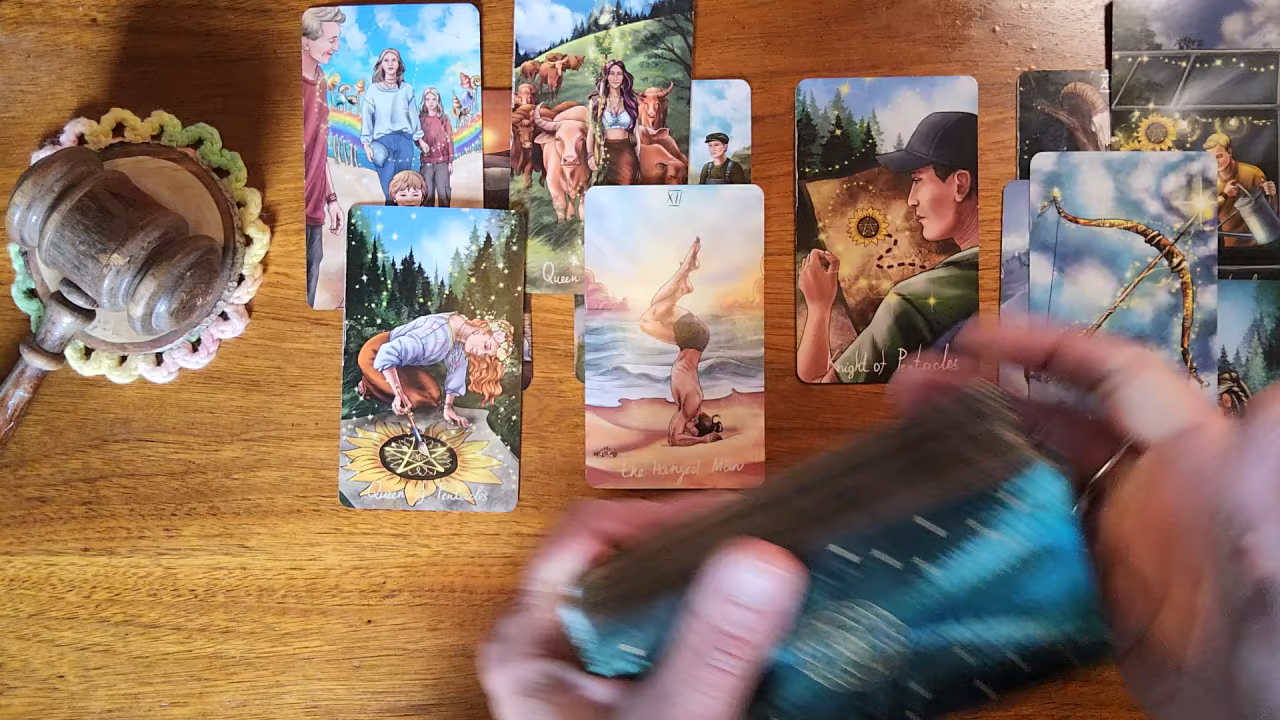 Queen
XII
Knight of Pentacles
the Hanged Man
Queen of Pentacles